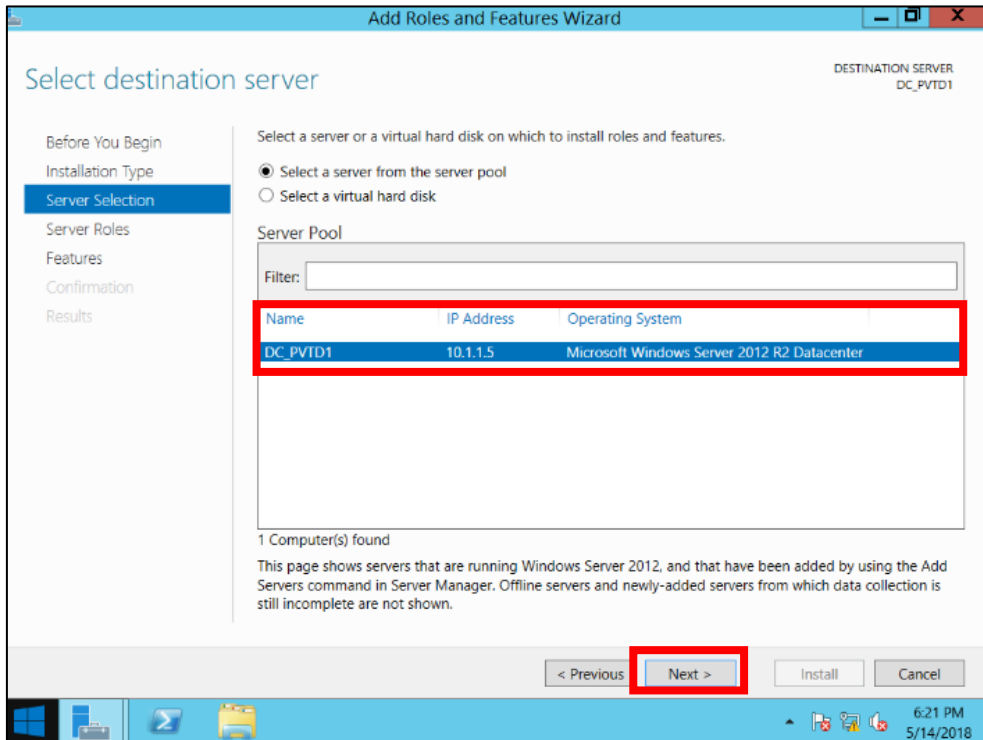 Add Roles and Features Wizard
Select destination server
DESTINATION SERVER
DC_PVTD1
Before You Begin
Installation Type
Server Selection
Server Roles
Features
Confirmation
Results
Select a server or a virtual hard disk on which to install roles and features.
Select a server from the server pool
Select a virtual hard disk
Server Pool
Filter:
Name IP Address Operating System
DC_PVTD1 10.1.1.5 Microsoft Windows Server 2012 R2 Datacenter
1 Computer(s) found
This page shows servers that are running Windows Server 2012, and that have been added by using the Add
Servers command in Server Manager. Offline servers and newly-added servers from which data collection is
still incomplete are not shown.
< Previous Next > Install Cancel
6:21 PM
5/14/2018